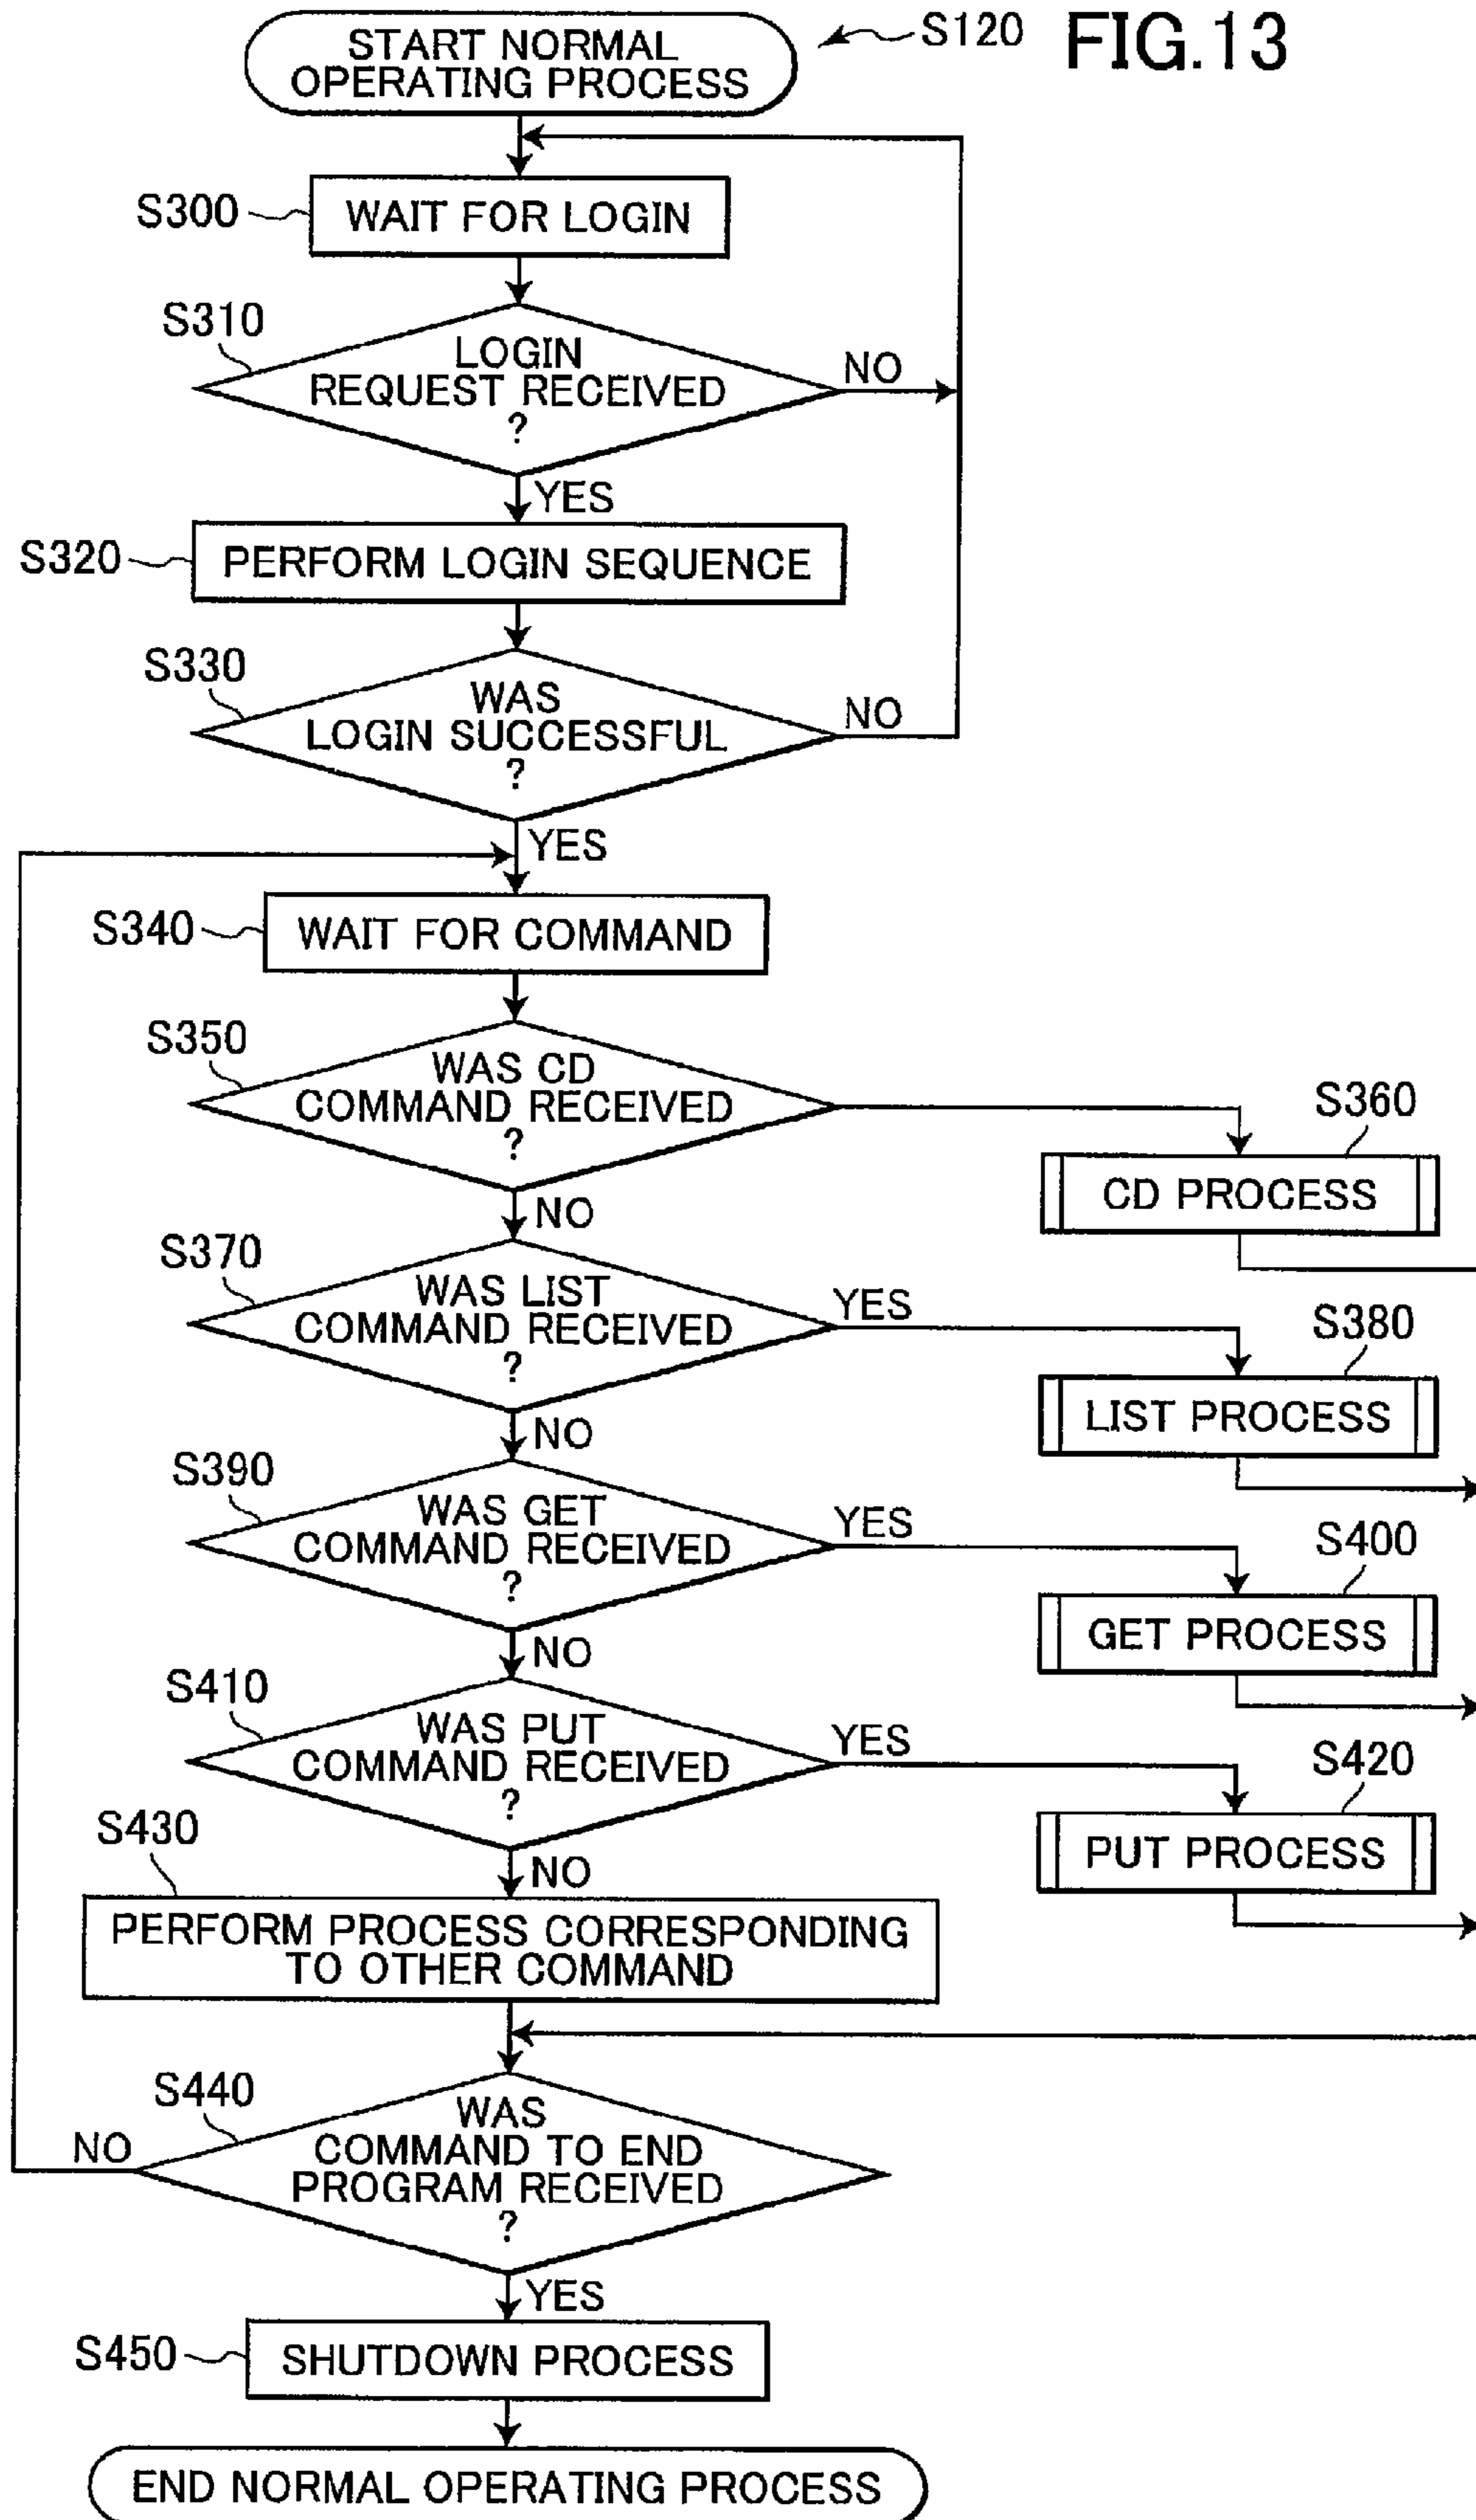 FIG.13
START NORMAL
OPERATING PROCESS
S120
S300
WAIT FOR LOGIN
S310
LOGIN
REQUEST RECEIVED
?
NO
YES
S320
PERFORM LOGIN SEQUENCE
S330
WAS
LOGIN SUCCESSFUL
?
NO
YES
S340
WAIT FOR COMMAND
S350
WAS CD
COMMAND RECEIVED
?
S360
CD PROCESS
NO
S370
WAS LIST
COMMAND RECEIVED
?
YES
S380
LIST PROCESS
NO
S390
WAS GET
COMMAND RECEIVED
?
YES
S400
GET PROCESS
NO
S410
WAS PUT
COMMAND RECEIVED
?
YES
S420
PUT PROCESS
NO
S430
PERFORM PROCESS CORRESPONDING
TO OTHER COMMAND
S440
WAS
COMMAND TO END
PROGRAM RECEIVED
?
NO
YES
S450
SHUTDOWN PROCESS
END NORMAL OPERATING PROCESS